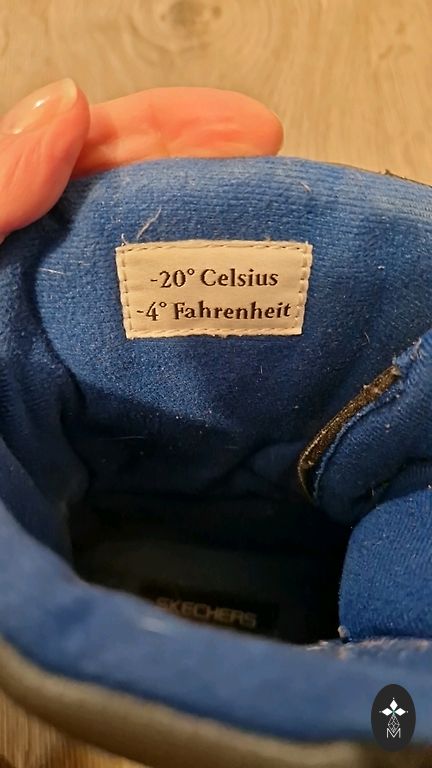 -20° Celsius
-4° Fahrenheit
SKECHERS
M